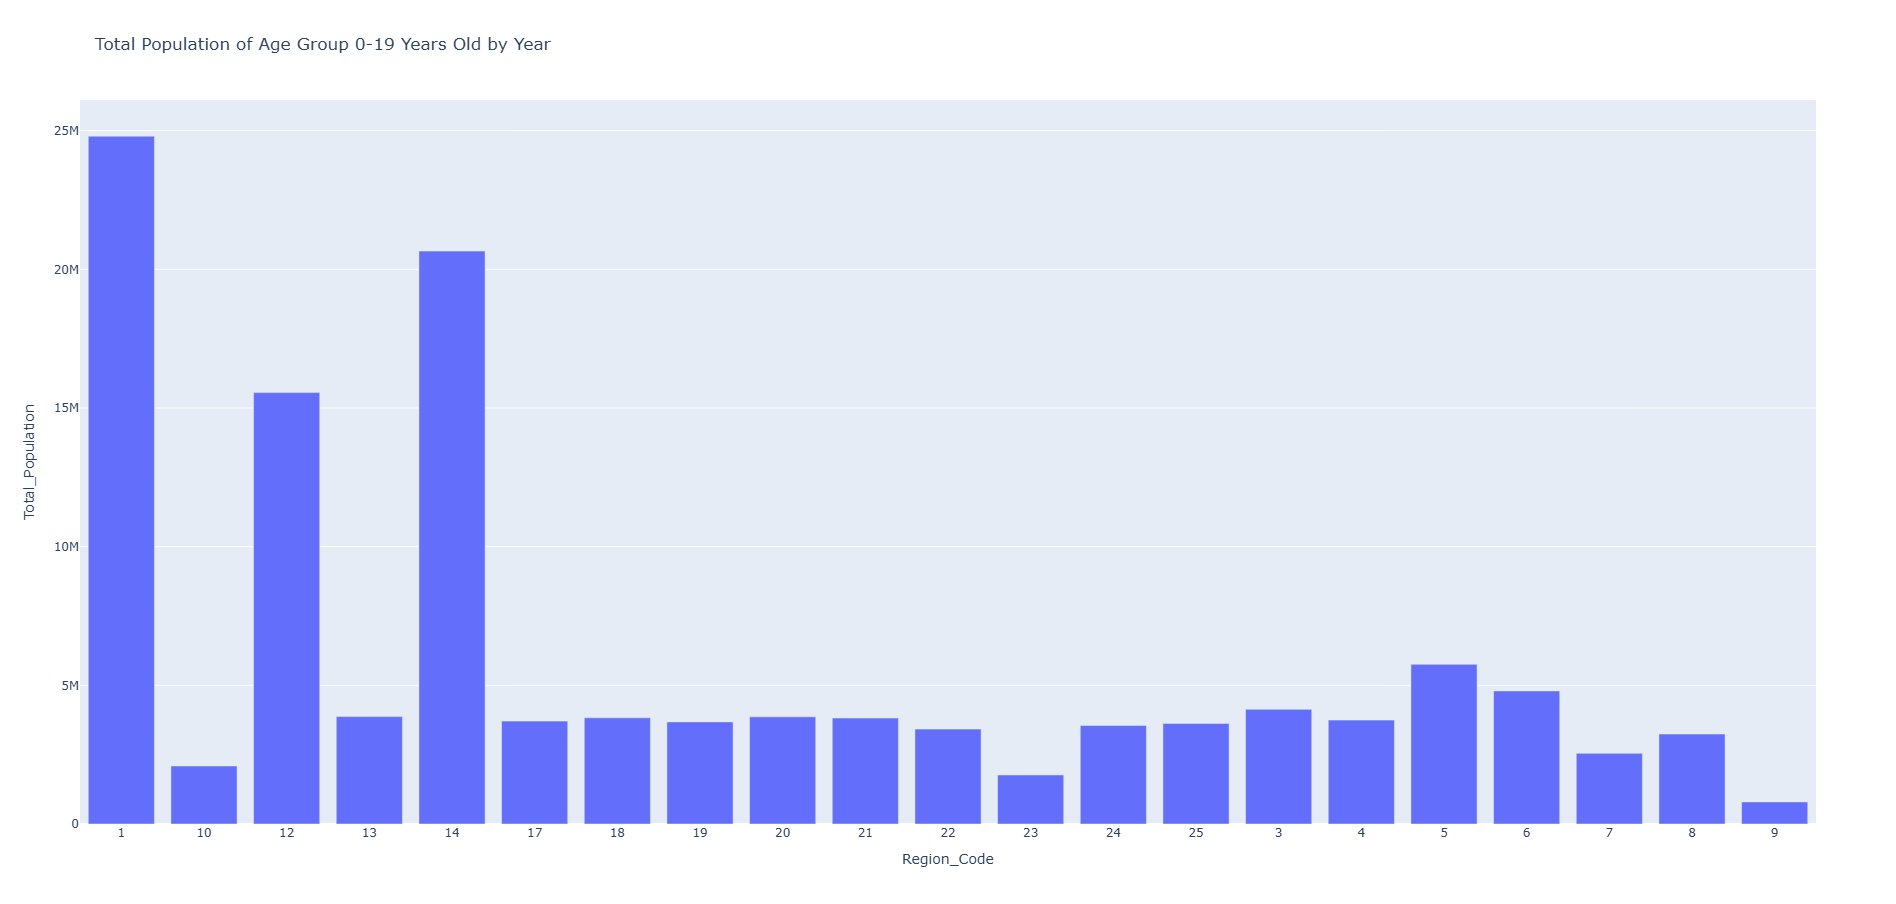 Total Population of Age Group 0-19 Years Old by Year
25M
20M
15M
10M
5M
0
Total_Population
1 10 12 13 14 17 18 19 20 21 22 23 24 25 3 4 5 6 7 8 9
Region_Code